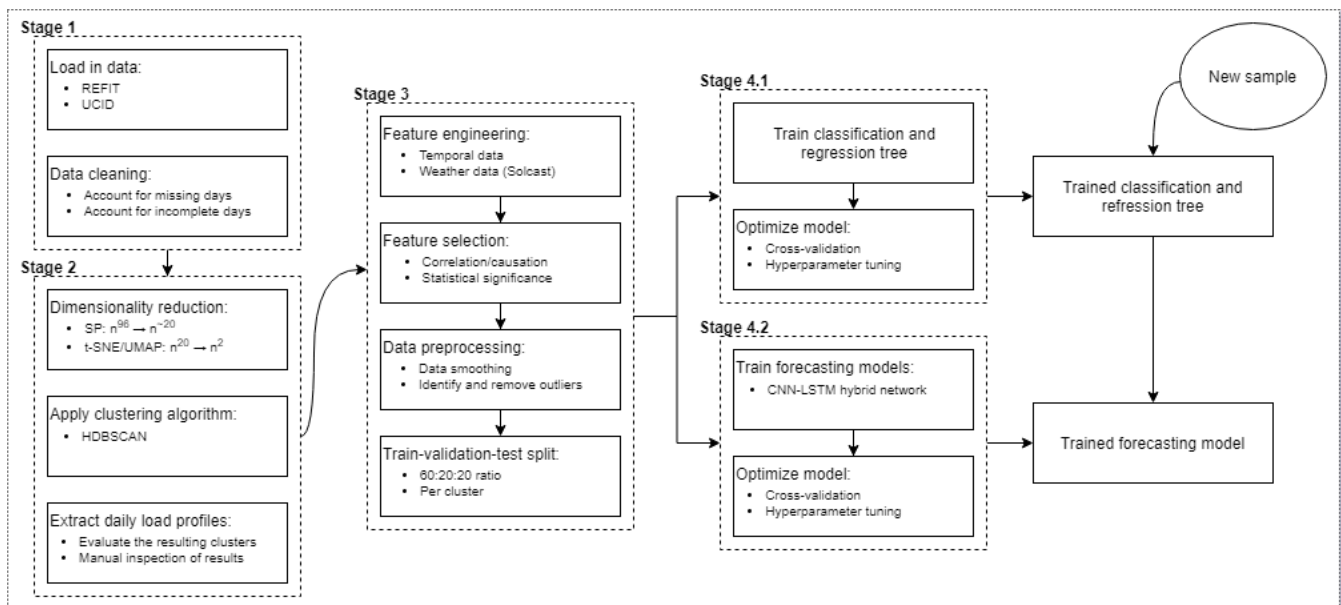 Stage 1
Load in data:
• REFIT
• UCID
Data cleaning:
• Account for missing days
• Account for incomplete days
Stage 2
Dimensionality reduction:
• SP: n^96 → n^~20
• t-SNE/UMAP: n^20 → n^2
Apply clustering algorithm:
• HDBSCAN
Extract daily load profiles:
• Evaluate the resulting clusters
• Manual inspection of results
Stage 3
Feature engineering:
• Temporal data
• Weather data (Solcast)
Feature selection:
• Correlation/causation
• Statistical significance
Data preprocessing:
• Data smoothing
• Identify and remove outliers
Train-validation-test split:
• 60:20:20 ratio
• Per cluster
Stage 4.1
Train classification and
regression tree
Optimize model:
• Cross-validation
• Hyperparameter tuning
Stage 4.2
Train forecasting models:
• CNN-LSTM hybrid network
Optimize model:
• Cross-validation
• Hyperparameter tuning
New sample
Trained classification and
refression tree
Trained forecasting model